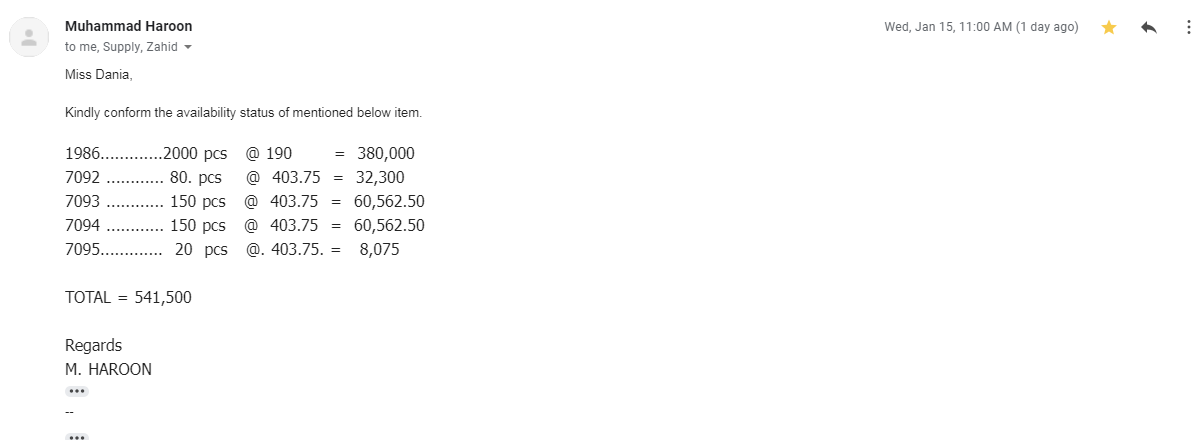 Muhammad Haroon
Wed, Jan 15, 11:00 AM (1 day ago)
to me, Supply, Zahid
Miss Dania,
Kindly conform the availability status of mentioned below item.
1986.............2000 pcs @ 190 = 380,000
7092 ............ 80. pcs @ 403.75 = 32,300
7093 ............ 150 pcs @ 403.75 = 60,562.50
7094 ............ 150 pcs @ 403.75 = 60,562.50
7095............. 20 pcs @. 403.75. = 8,075
TOTAL = 541,500
Regards
M. HAROON
--